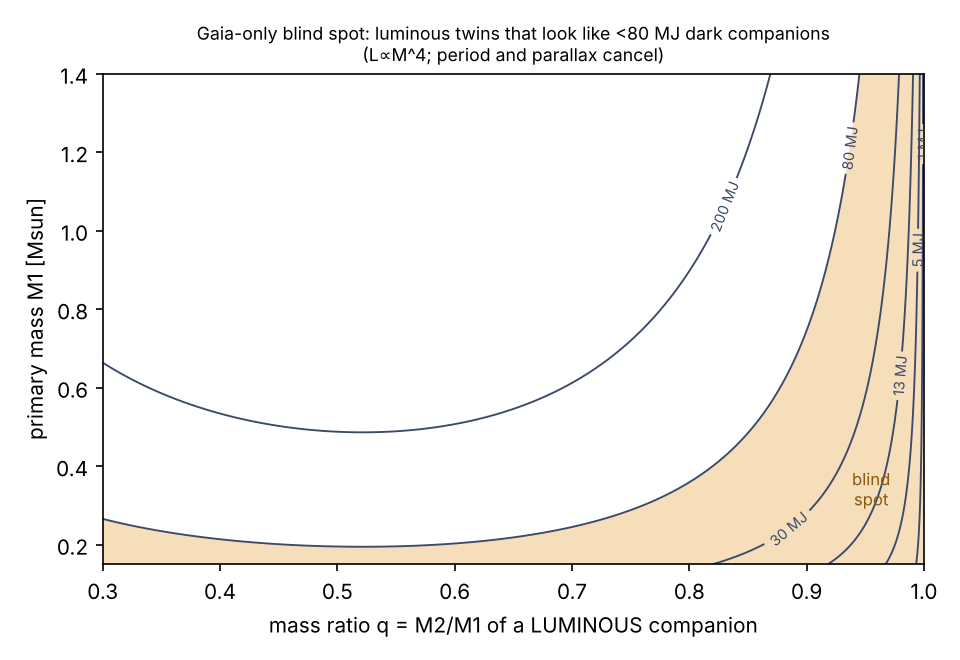 Gaia-only blind spot: luminous twins that look like <80 MJ dark companions
(L∝M^4; period and parallax cancel)
primary mass M1 [Msun]
1.4
1.2
1.0
0.8
0.6
0.4
0.2
200 MJ
80 MJ
5 MJ
13 MJ
30 MJ
blind
spot
0.3
0.4
0.5
0.6
0.7
0.8
0.9
1.0
mass ratio q = M2/M1 of a LUMINOUS companion